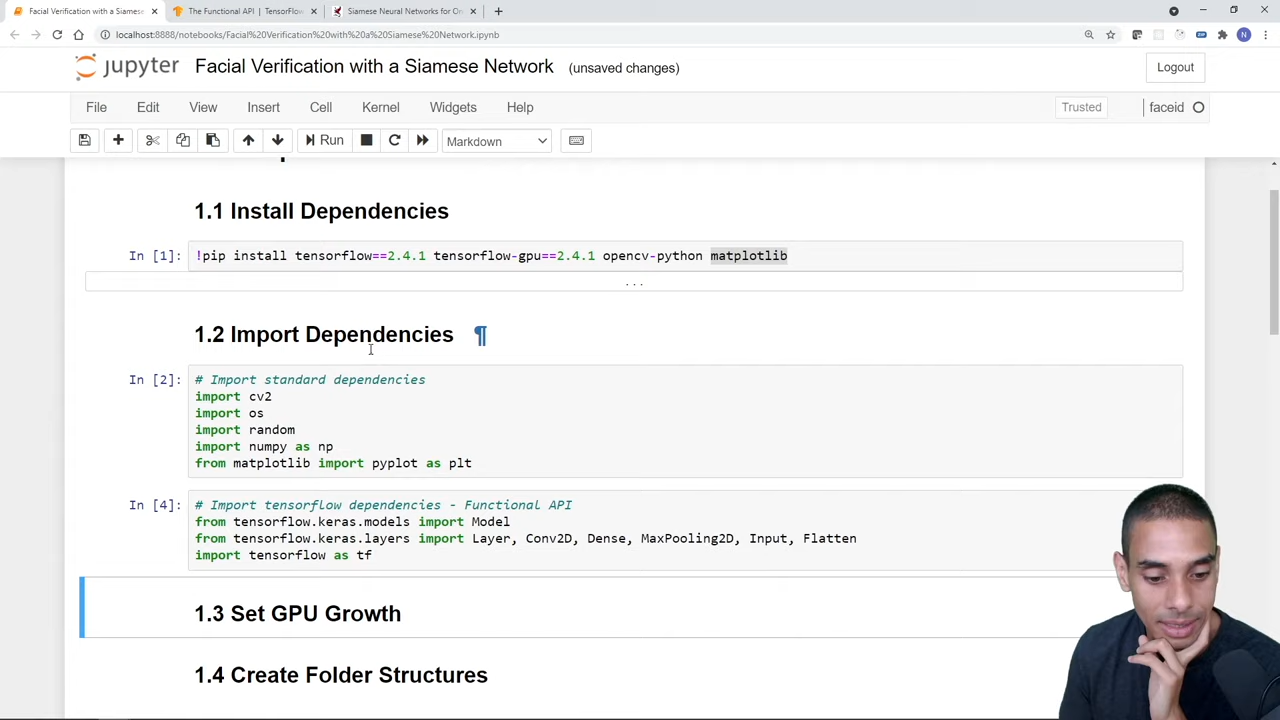 Facial Verification with a Siamese
The Functional API | TensorFlow
Siamese Neural Networks for On
localhost:8888/notebooks/Facial%20Verification%20with%20a%20Siamese%20Network.ipynb
N
jupyter
Facial Verification with a Siamese Network (unsaved changes)
Logout
File Edit View Insert Cell Kernel Widgets Help
Trusted
faceid
Run
Markdown
1.1 Install Dependencies
In [1]: !pip install tensorflow==2.4.1 tensorflow-gpu==2.4.1 opencv-python matplotlib
...
1.2 Import Dependencies ¶
In [2]: # Import standard dependencies
import cv2
import os
import random
import numpy as np
from matplotlib import pyplot as plt
In [4]: # Import tensorflow dependencies - Functional API
from tensorflow.keras.models import Model
from tensorflow.keras.layers import Layer, Conv2D, Dense, MaxPooling2D, Input, Flatten
import tensorflow as tf
1.3 Set GPU Growth
1.4 Create Folder Structures